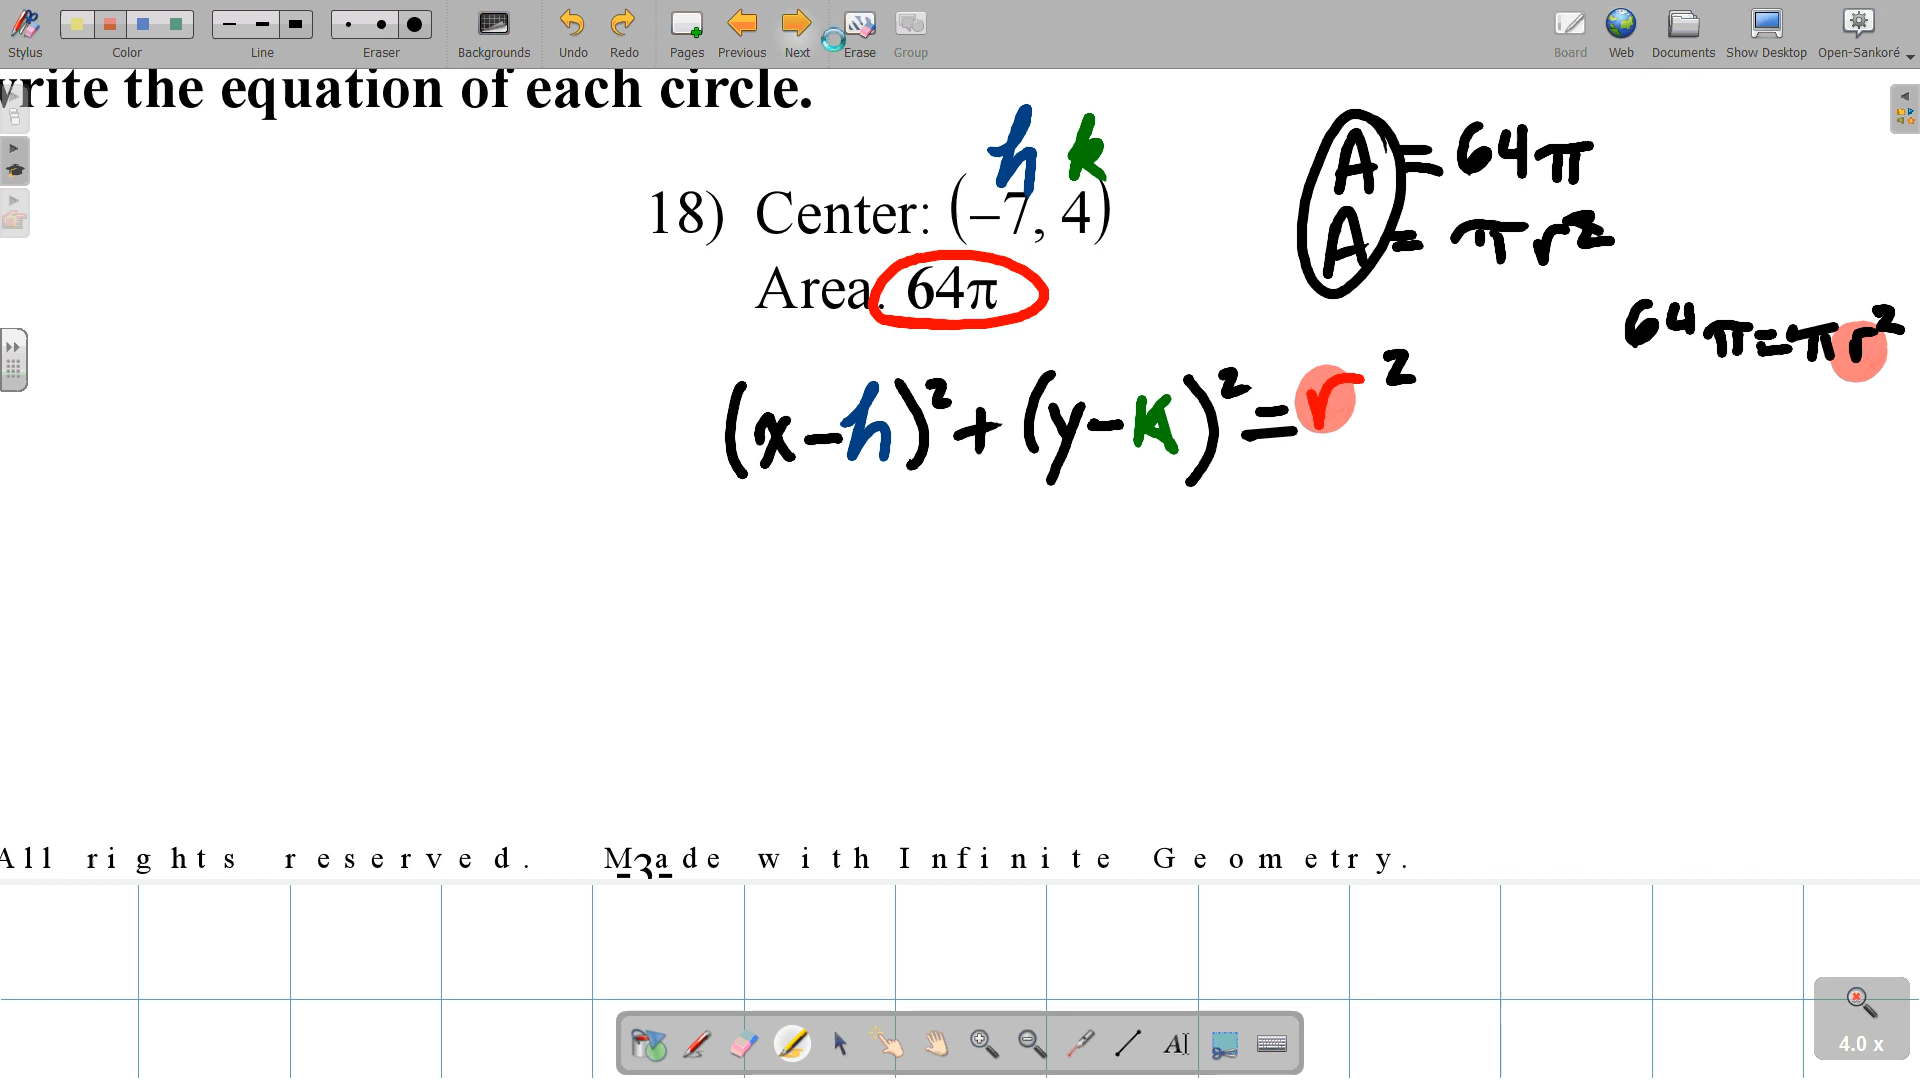 Stylus Color Line Eraser Backgrounds Undo Redo Pages Previous Next Erase Group Board Web Documents Show Desktop Open-Sankoré
write the equation of each circle.
h k
18) Center: (–7, 4)
Area: 64π
A = 64π
A = πr²
64π = πr²
(x-h)² + (y-k)² = r²
All rights reserved. Made with Infinite Geometry.
-3-
4.0 x